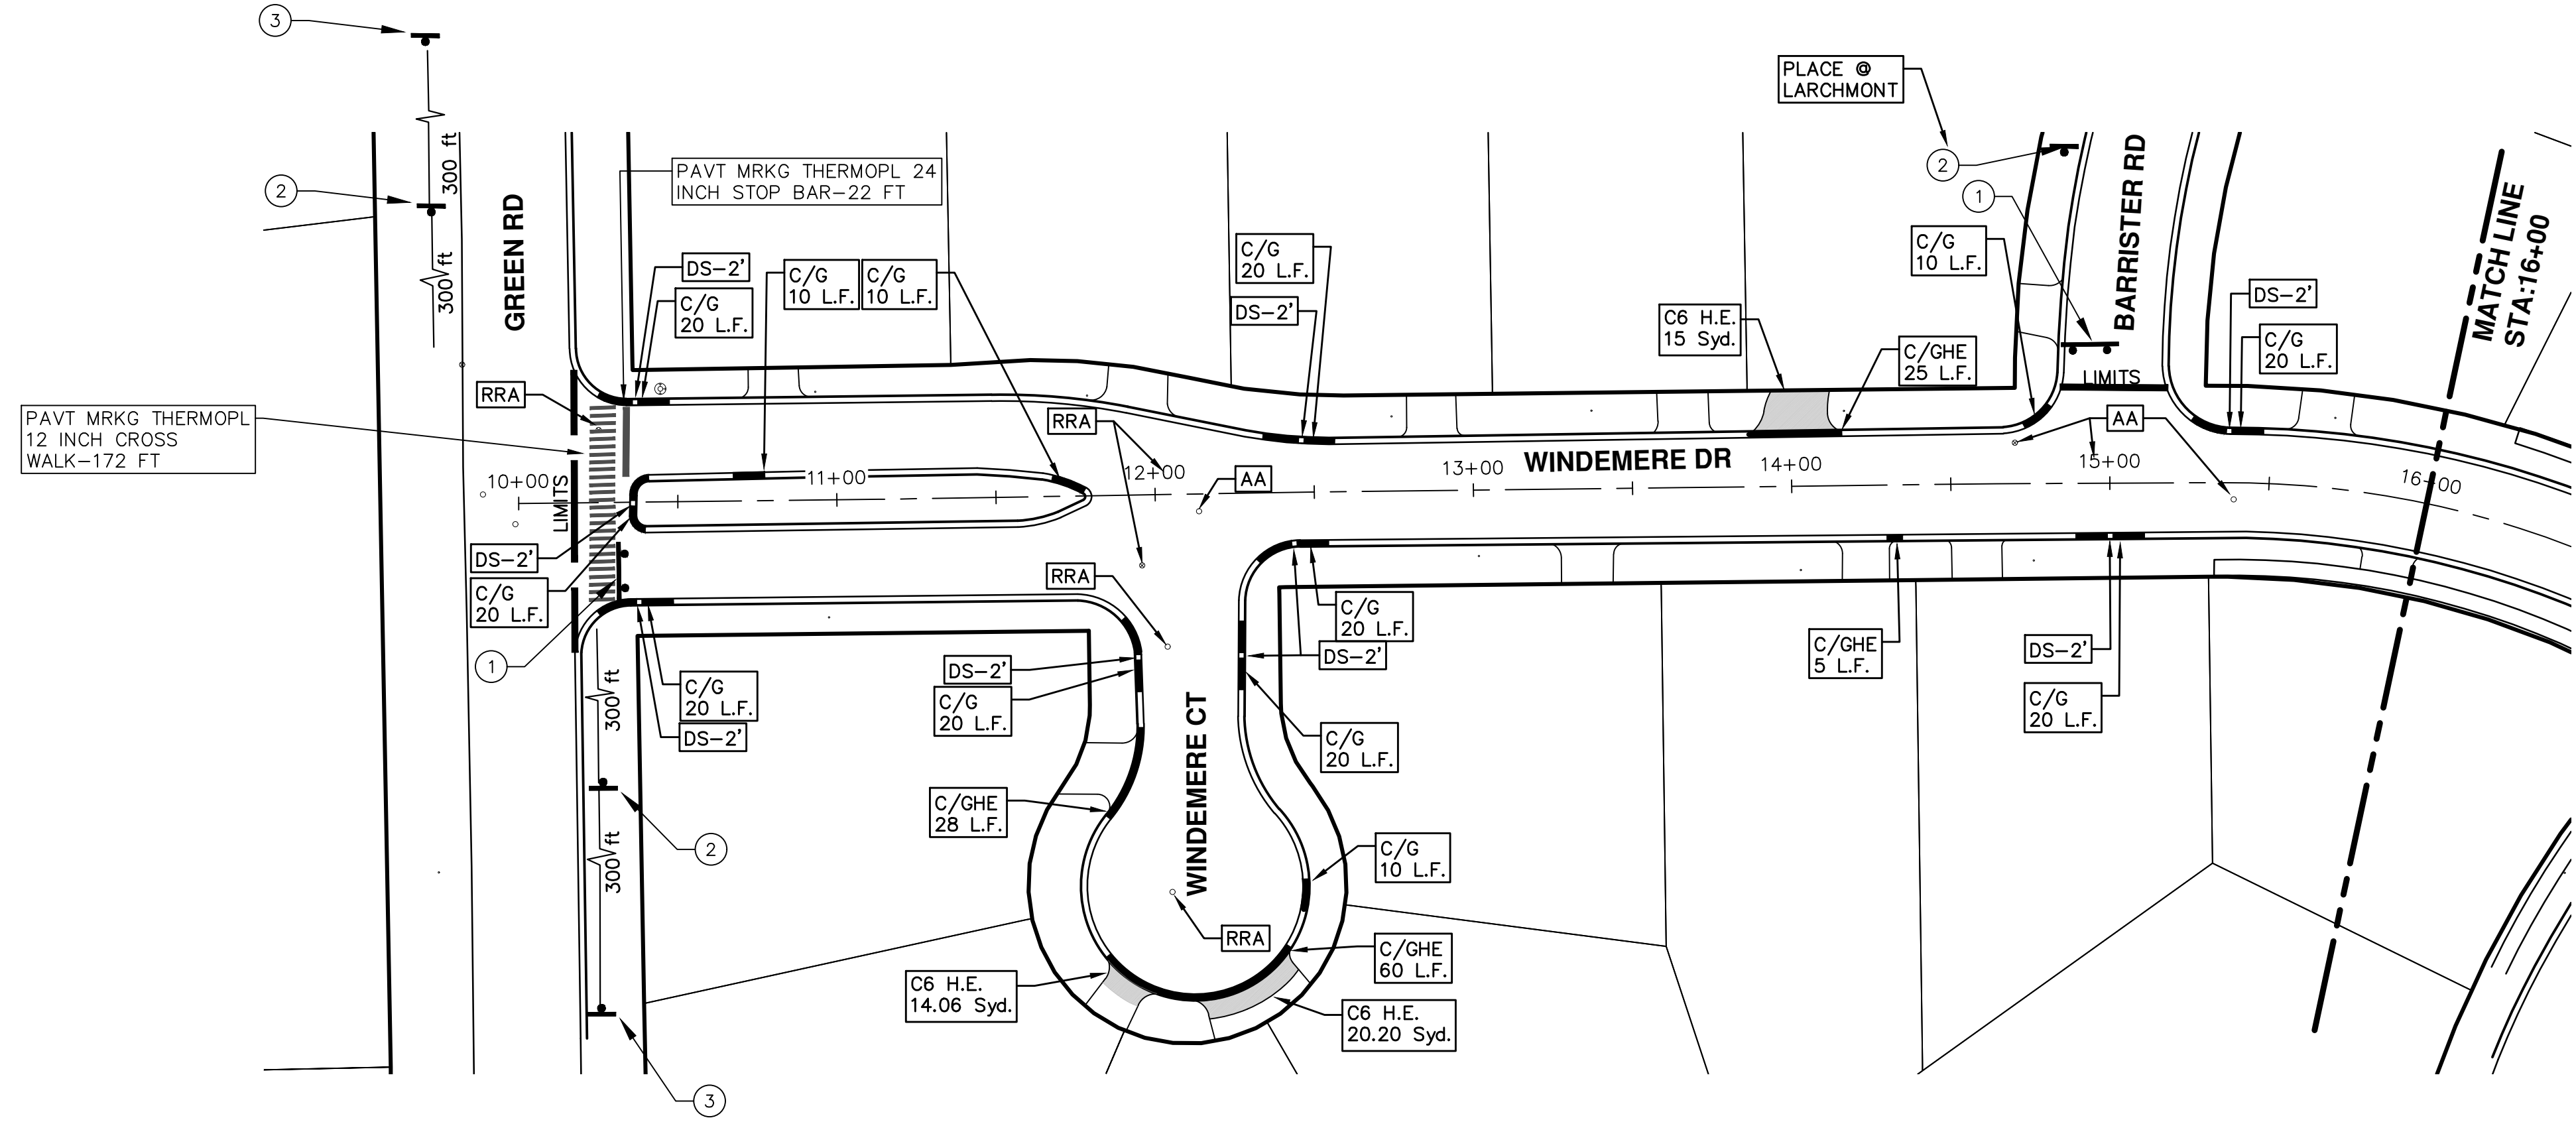 3
PLACE @
LARCHMONT
300 ft
2
PAVT MRKG THERMOPL 24
INCH STOP BAR-22 FT
GREEN RD
2
1
BARRISTER RD
MATCH LINE
STA:16+00
300 ft
DS-2'
C/G
20 L.F.
C/G
10 L.F.
C/G
10 L.F.
C/G
20 L.F.
DS-2'
C/G
10 L.F.
DS-2'
C/G
20 L.F.
C6 H.E.
15 Syd.
C/GHE
25 L.F.
LIMITS
RRA
PAVT MRKG THERMOPL
12 INCH CROSS
WALK-172 FT
RRA
AA
WINDEMERE DR
10+00
11+00
12+00
13+00
14+00
15+00
16+00
LIMITS
AA
DS-2'
C/G
20 L.F.
RRA
1
300 ft
C/G
20 L.F.
DS-2'
DS-2'
C/G
20 L.F.
C/G
20 L.F.
DS-2'
C/G
20 L.F.
C/GHE
5 L.F.
DS-2'
C/G
20 L.F.
WINDEMERE CT
C/GHE
28 L.F.
2
300 ft
C/G
10 L.F.
RRA
C/GHE
60 L.F.
C6 H.E.
14.06 Syd.
C6 H.E.
20.20 Syd.
3